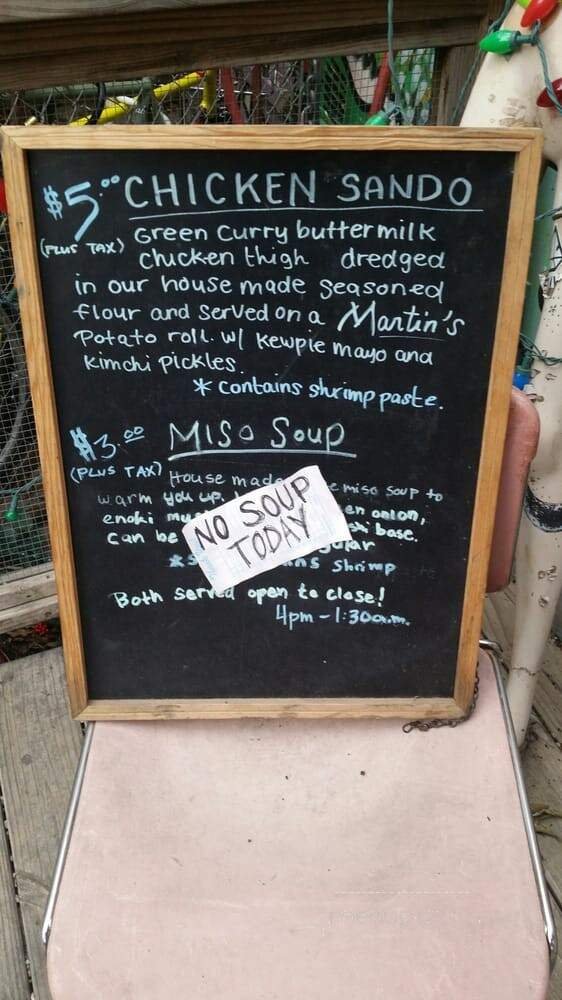 $5.00 CHICKEN SANDO
(PLUS TAX) Green Curry buttermilk
chicken thigh dredged
in our house made seasoned
flour and served on a Martin's
Potato roll. w/ kewpie mayo and
Kimchi Pickles.
* contains shrimp paste.
$3.00 MISO SOUP
(PLUS TAX) House made miso soup to
warm you up.
enoki onion,
can be base.
NO SOUP
TODAY
Shrimp
Both served open to close!
4pm - 1:30a.m.